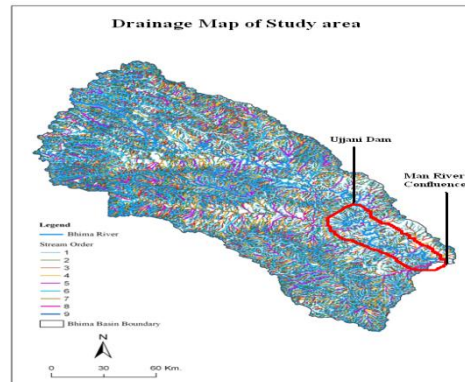 Drainage Map of Study area
Ujjani Dam
Man River
Confluence
Legend
Bhima River
Stream Order
1
2
3
4
5
6
7
8
9
Bhima Basin Boundary
N
0 30 60 Km.